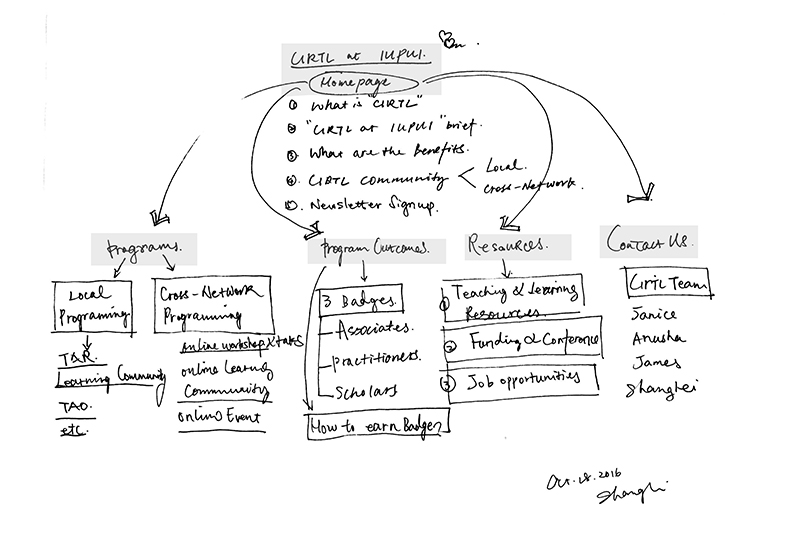 CIRTL at IUPUI.
Homepage
① What is "CIRTL"
② "CIRTL at IUPUI" brief.
③ What are the Benefits.
④ CIRTL Community
Local.
Cross-Network.
⑤. Newsletter Signup.
Programs.
Local Programing
Cross-Network Programming
T&R.
Learning Community
TAO.
etc.
online workshop & talks
online Learning
Community
online Event
Program Outcomes.
3 Badges.
Associates.
Practitioners.
Scholars
How to earn Badges
Resources.
① Teaching & Learning
Resources.
② Funding & Conference
③ Job opportunities
Contact Us.
CIRTL Team
Janice
Anusha
James
Shanghei
Oct. 18. 2016